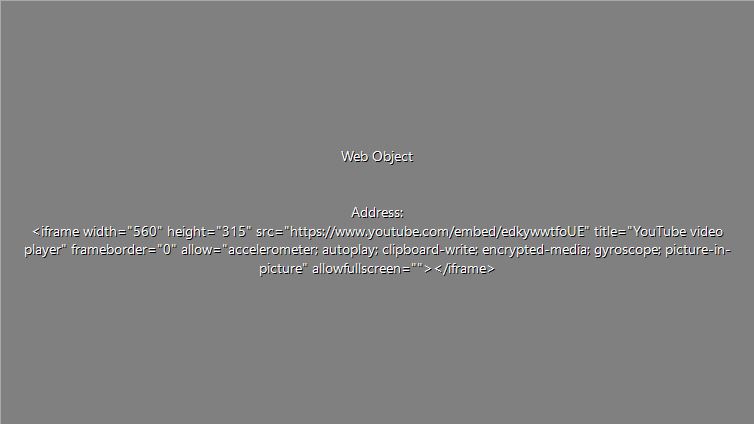 Web Object
Address:
<iframe width="560" height="315" src="https://www.youtube.com/embed/edkywwtfoUE" title="YouTube video
player" frameborder="0" allow="accelerometer; autoplay; clipboard-write; encrypted-media; gyroscope; picture-in-
picture" allowfullscreen=""></iframe>